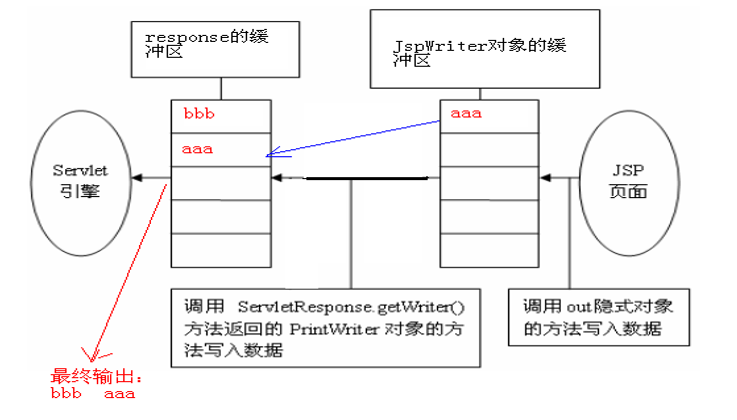 response的缓
冲区
JspWriter对象的缓
冲区
bbb
aaa
aaa
Servlet
引擎
JSP
页面
调用 ServletResponse.getWriter()
方法返回的 PrintWriter 对象的方
法写入数据
调用 out隐式对象
的方法写入数据
最终输出:
bbb aaa